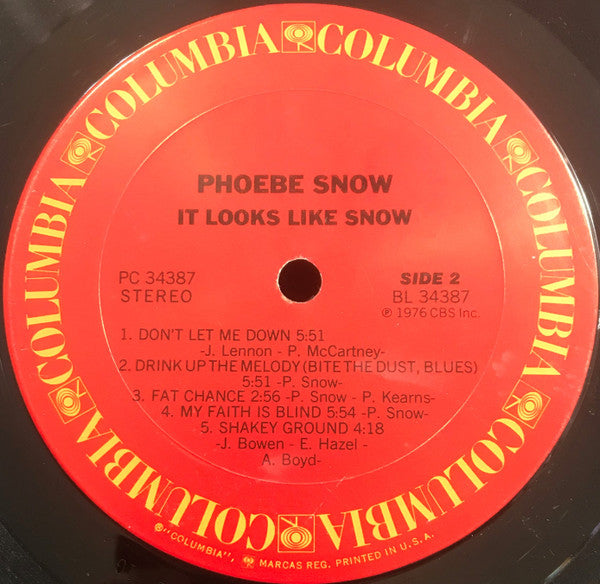 COLUMBIA COLUMBIA COLUMBIA COLUMBIA COLUMBIA COLUMBIA COLUMBIA
PHOEBE SNOW
IT LOOKS LIKE SNOW
PC 34387
STEREO
SIDE 2
BL 34387
℗ 1976 CBS Inc.
1. DON'T LET ME DOWN 5:51
-J. Lennon - P. McCartney-
2. DRINK UP THE MELODY (BITE THE DUST, BLUES)
5:51 -P. Snow-
3. FAT CHANCE 2:56 -P. Snow - P. Kearns-
4. MY FAITH IS BLIND 5:54 -P. Snow-
5. SHAKEY GROUND 4:18
-J. Bowen - E. Hazel -
A. Boyd-
® "COLUMBIA", MARCAS REG. PRINTED IN U.S.A.